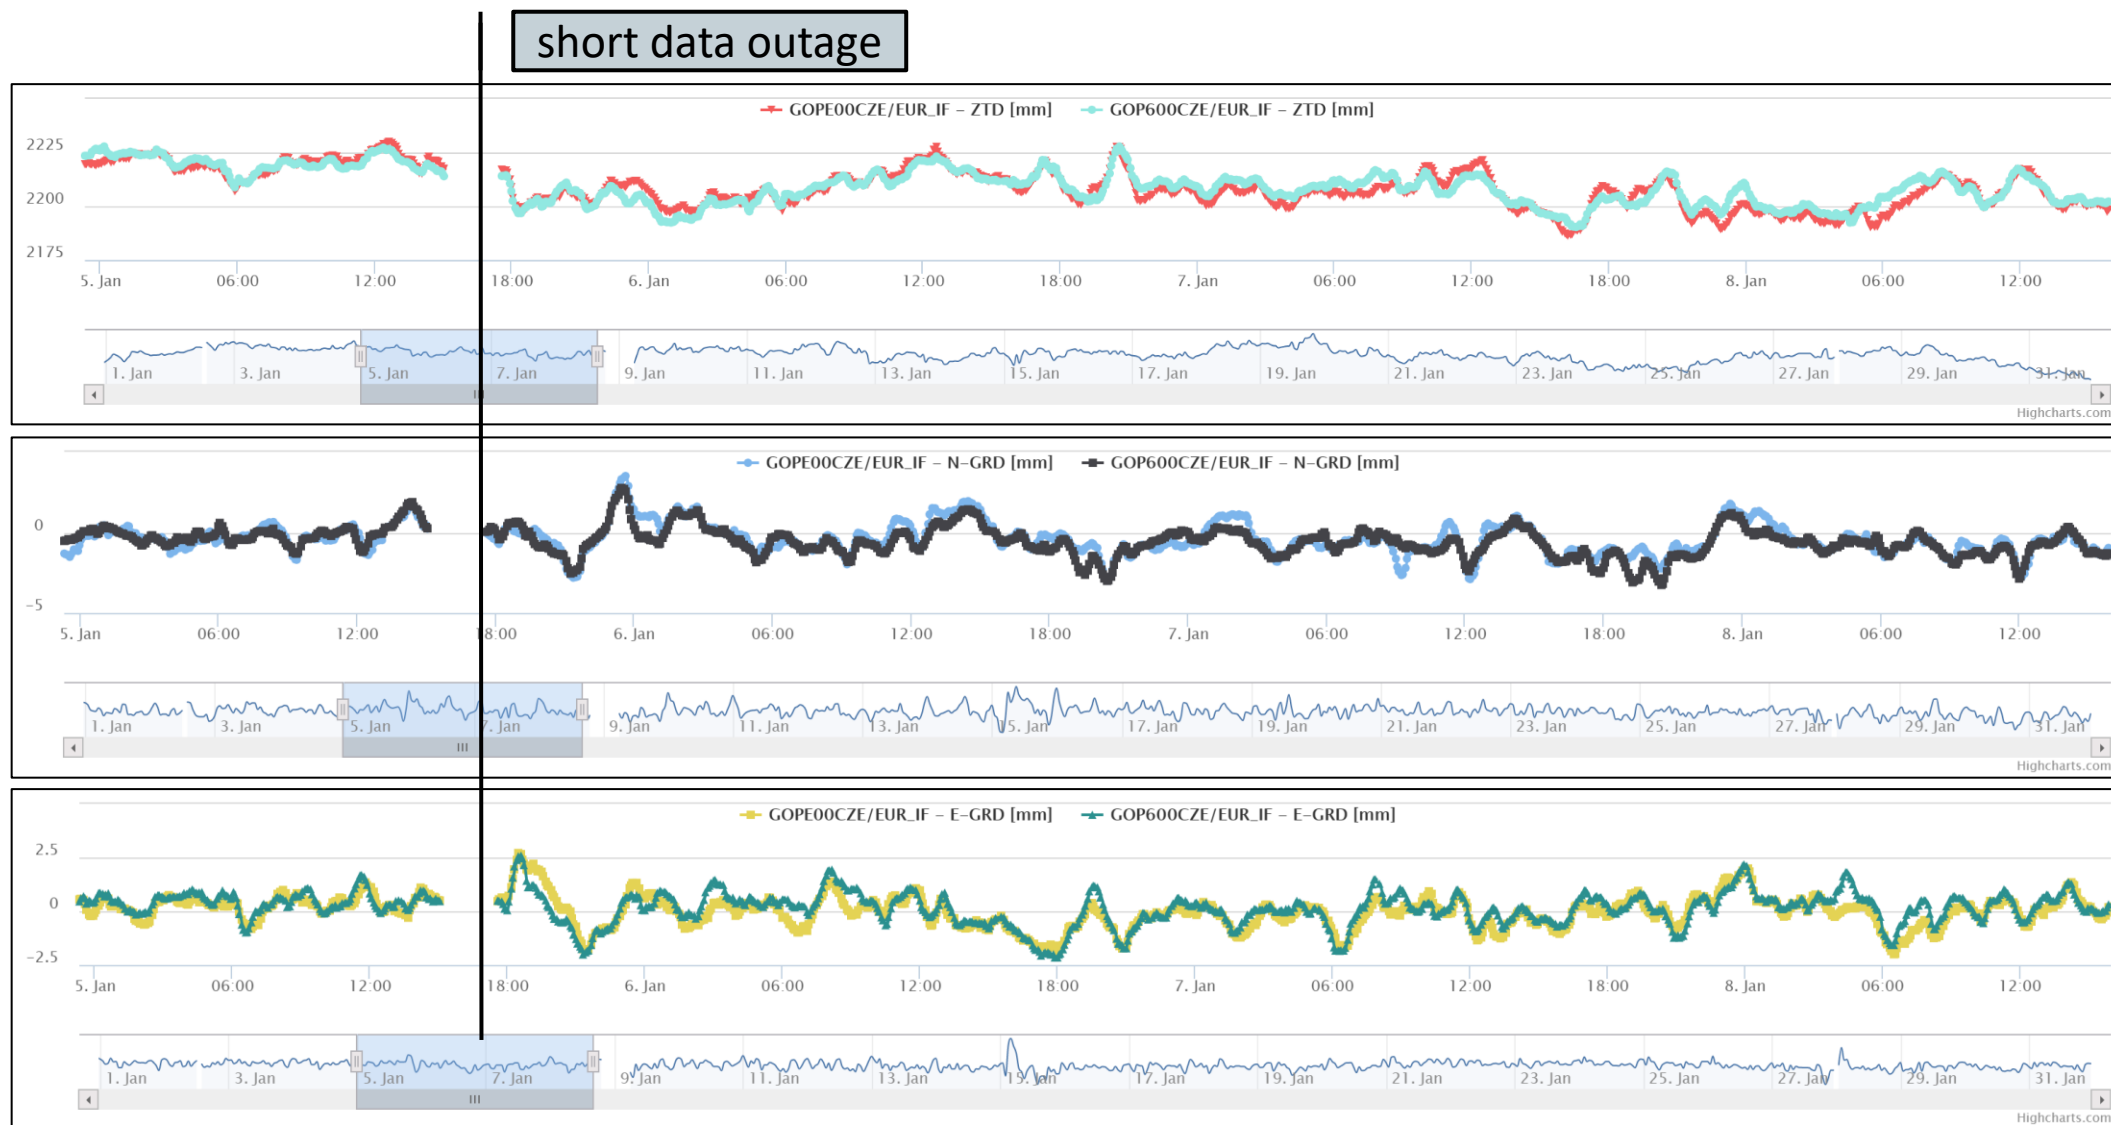 short data outage
GOPE00CZE/EUR_IF – ZTD [mm] GOP600CZE/EUR_IF – ZTD [mm]
2225
2200
2175
5. Jan 06:00 12:00 18:00 6. Jan 06:00 12:00 18:00 7. Jan 06:00 12:00 18:00 8. Jan 06:00 12:00
1. Jan 3. Jan 5. Jan 7. Jan 9. Jan 11. Jan 13. Jan 15. Jan 17. Jan 19. Jan 21. Jan 23. Jan 25. Jan 27. Jan 29. Jan 31. Jan
Highcharts.com
GOPE00CZE/EUR_IF – N–GRD [mm] GOP600CZE/EUR_IF – N–GRD [mm]
0
–5
5. Jan 06:00 12:00 18:00 6. Jan 06:00 12:00 18:00 7. Jan 06:00 12:00 18:00 8. Jan 06:00 12:00
1. Jan 3. Jan 5. Jan 7. Jan 9. Jan 11. Jan 13. Jan 15. Jan 17. Jan 19. Jan 21. Jan 23. Jan 25. Jan 27. Jan 29. Jan 31. Jan
Highcharts.com
GOPE00CZE/EUR_IF – E–GRD [mm] GOP600CZE/EUR_IF – E–GRD [mm]
2.5
0
–2.5
5. Jan 06:00 12:00 18:00 6. Jan 06:00 12:00 18:00 7. Jan 06:00 12:00 18:00 8. Jan 06:00 12:00
1. Jan 3. Jan 5. Jan 7. Jan 9. Jan 11. Jan 13. Jan 15. Jan 17. Jan 19. Jan 21. Jan 23. Jan 25. Jan 27. Jan 29. Jan 31. Jan
Highcharts.com